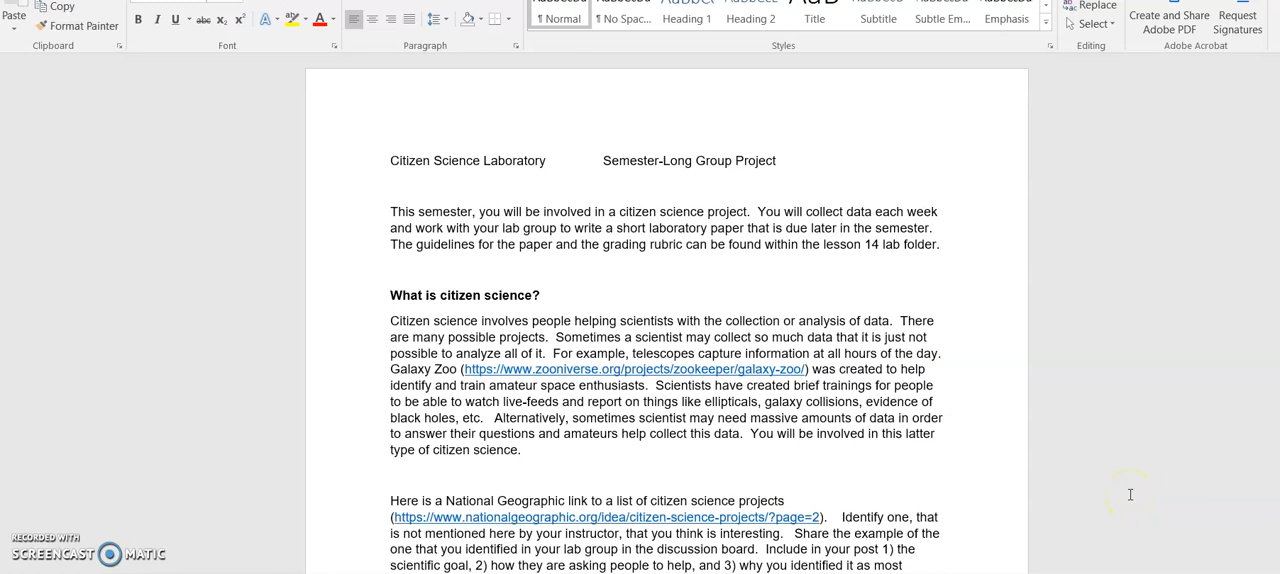 Paste
Copy
Format Painter
Clipboard
B I U abc X₂ X² A A
Font
Paragraph
¶ Normal
¶ No Spac...
Heading 1
Heading 2
Title
Subtitle
Subtle Em...
Emphasis
Styles
Replace
Select
Editing
Create and Share
Adobe PDF
Request
Signatures
Adobe Acrobat
Citizen Science Laboratory Semester-Long Group Project
This semester, you will be involved in a citizen science project. You will collect data each week
and work with your lab group to write a short laboratory paper that is due later in the semester.
The guidelines for the paper and the grading rubric can be found within the lesson 14 lab folder.
What is citizen science?
Citizen science involves people helping scientists with the collection or analysis of data. There
are many possible projects. Sometimes a scientist may collect so much data that it is just not
possible to analyze all of it. For example, telescopes capture information at all hours of the day.
Galaxy Zoo (https://www.zooniverse.org/projects/zookeeper/galaxy-zoo/) was created to help
identify and train amateur space enthusiasts. Scientists have created brief trainings for people
to be able to watch live-feeds and report on things like ellipticals, galaxy collisions, evidence of
black holes, etc. Alternatively, sometimes scientist may need massive amounts of data in order
to answer their questions and amateurs help collect this data. You will be involved in this latter
type of citizen science.
Here is a National Geographic link to a list of citizen science projects
(https://www.nationalgeographic.org/idea/citizen-science-projects/?page=2). Identify one, that
is not mentioned here by your instructor, that you think is interesting. Share the example of the
one that you identified in your lab group in the discussion board. Include in your post 1) the
scientific goal, 2) how they are asking people to help, and 3) why you identified it as most
RECORDED WITH
SCREENCAST MATIC